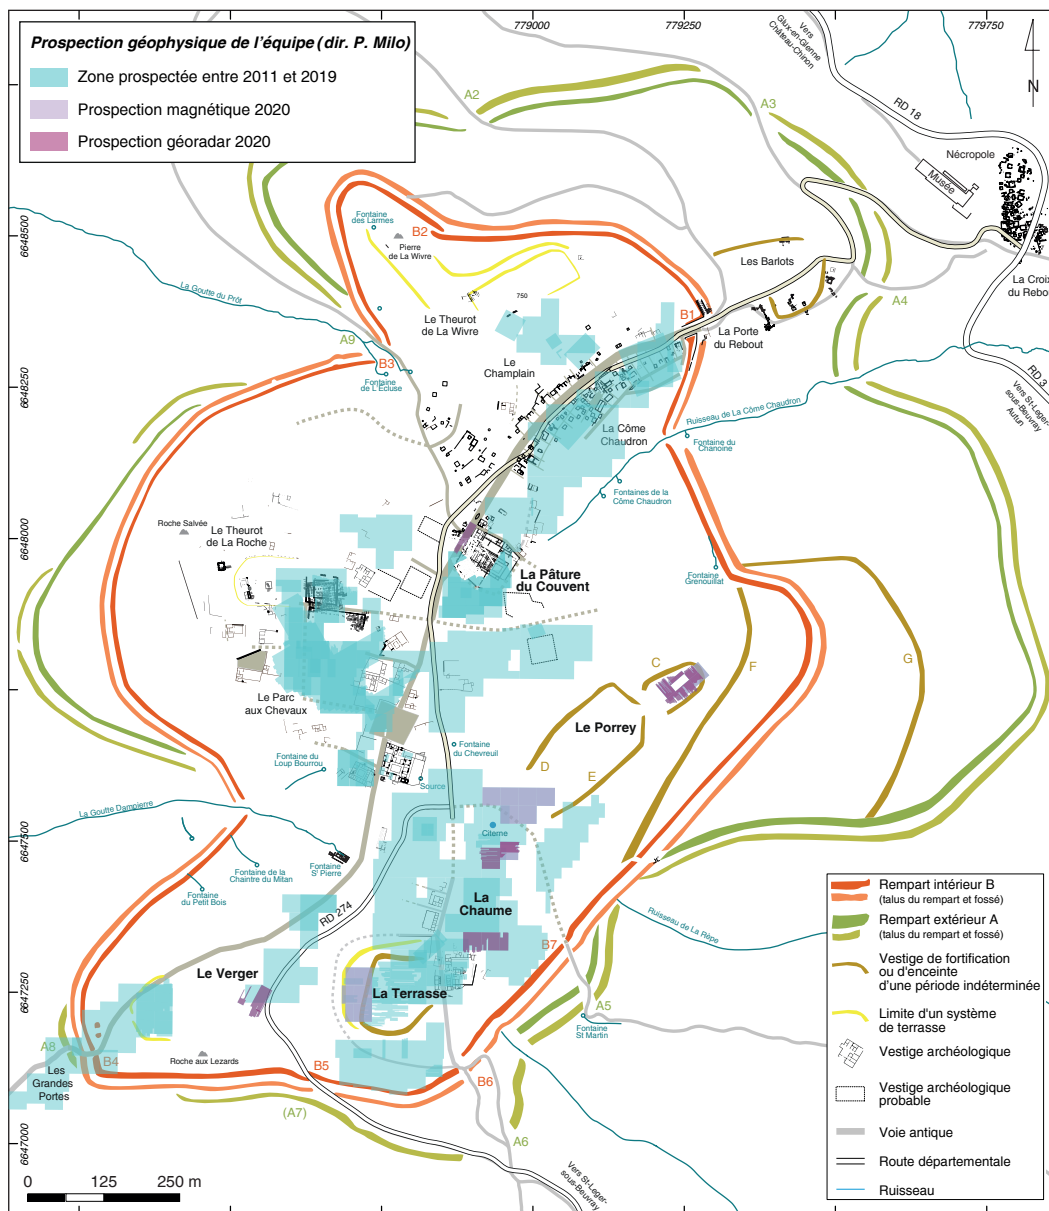 779000
779250
779750
Prospection géophysique de l'équipe (dir. P. Milo)
Zone prospectée entre 2011 et 2019
Prospection magnétique 2020
Prospection géoradar 2020
Vers
Glux-en-Glenne
Château-Chinon
N
A2
A3
RD 18
Nécropole
Musée
6648500
Fontaine
des Larmes
B2
Pierre
de La Wivre
Les Barlots
La Croix
du Rebout
La Goutte du Prêt
750
Le Theurot
de La Wivre
B1
La Porte
du Rebout
A4
A9
B3
Fontaine
de L'Ecluse
Le
Champlain
RD 3
6648250
Vers St-Leger-
sous-Beuvray
Autun
La Côme
Chaudron
Ruisseau de La Côme Chaudron
Fontaine du
Chanoine
Fontaines de la
Côme Chaudron
Roche Salvée
Le Theurot
de La Roche
6648000
La Pâture
du Couvent
Fontaine
Grenouillat
C
F
G
Le Parc
aux Chevaux
Le Porrey
Fontaine
du Chevreuil
D
E
Fontaine du
Loup Bourrou
Source
La Goutte Dampierre
Citerne
6647500
Fontaine
St Pierre
Fontaine de la
Chaintre du Mitan
Fontaine
du Petit Bois
La
Chaume
RD 274
Ruisseau de La Rêpe
B7
Le Verger
La Terrasse
6647250
A5
Fontaine
St Martin
A8
B4
Les
Grandes
Portes
Roche aux Lezards
B5
B6
(A7)
A6
6647000
Vers St-Leger-
sous-Beuvray
0
125
250 m
Rempart intérieur B
(talus du rempart et fossé)
Rempart extérieur A
(talus du rempart et fossé)
Vestige de fortification
ou d'enceinte
d'une période indéterminée
Limite d'un système
de terrasse
Vestige archéologique
Vestige archéologique
probable
Voie antique
Route départementale
Ruisseau